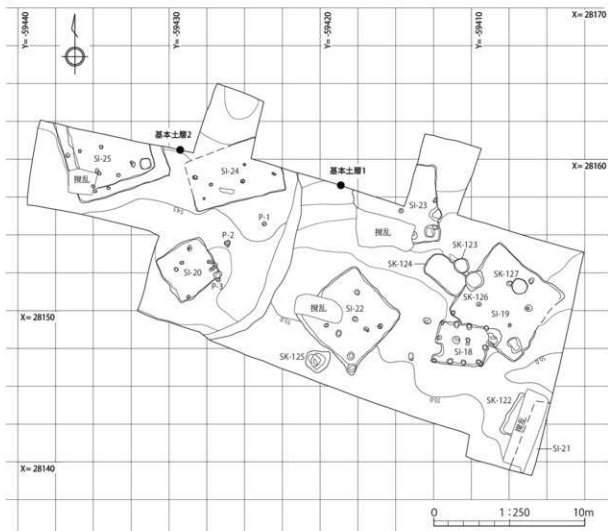 Y= -59440
Y= -59430
Y= -59420
Y= -59410
X= 28170
基本土層2
SI-25
撹乱
SI-24
基本土層1
X= 28160
SI-23
撹乱
P-1
P-2
SK-123
SK-124
SK-127
SI-20
P-3
SK-126
SI-19
撹乱
SI-22
X= 28150
SI-18
SK-125
SK-122
撹乱
SI-21
X= 28140
0
1:250
10m